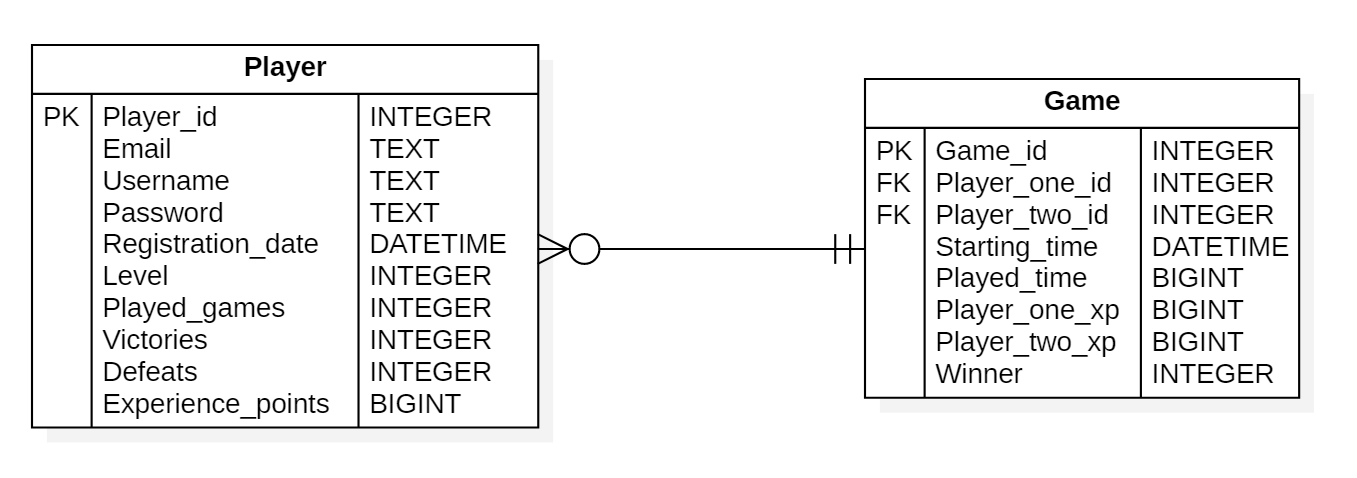 Player
PK Player_id INTEGER
Email TEXT
Username TEXT
Password TEXT
Registration_date DATETIME
Level INTEGER
Played_games INTEGER
Victories INTEGER
Defeats INTEGER
Experience_points BIGINT
Game
PK Game_id INTEGER
FK Player_one_id INTEGER
FK Player_two_id INTEGER
Starting_time DATETIME
Played_time BIGINT
Player_one_xp BIGINT
Player_two_xp BIGINT
Winner INTEGER